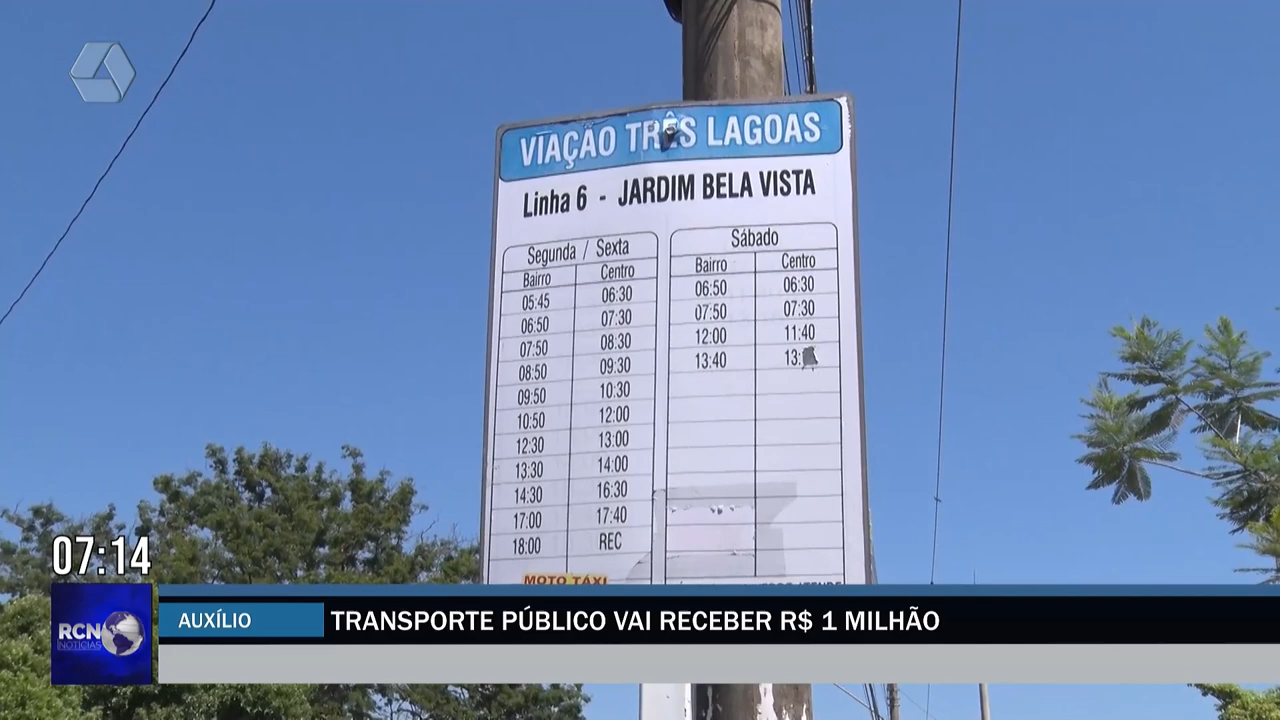 VIAÇÃO TRÊS LAGOAS
Linha 6 - JARDIM BELA VISTA
Segunda / Sexta Sábado
Bairro Centro Bairro Centro
05:45 06:30 06:50 06:30
06:50 07:30 07:50 07:30
07:50 08:30 12:00 11:40
08:50 09:30 13:40
09:50 10:30
10:50 12:00
12:30 13:00
13:30 14:00
14:30 16:30
17:00 17:40
18:00 REC
MOTO TÁXI
07:14
RCN
NOTÍCIAS
AUXÍLIO TRANSPORTE PÚBLICO VAI RECEBER R$ 1 MILHÃO